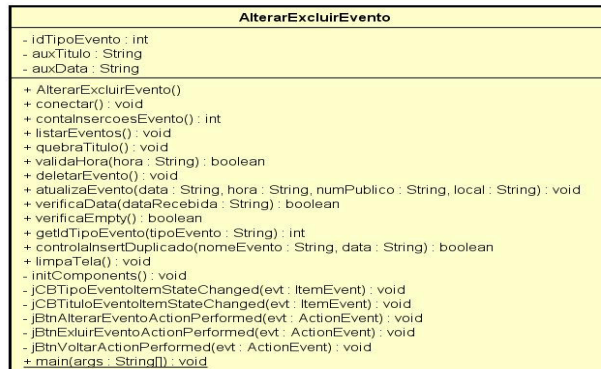 AlterarExcluirEvento
- idTipoEvento : int
- auxTitulo : String
- auxData : String
+ AlterarExcluirEvento()
+ conectar() : void
+ contaInsercoesEvento() : int
+ listarEventos() : void
+ quebraTitulo() : void
+ validaHora(hora : String) : boolean
+ deletarEvento() : void
+ atualizaEvento(data : String, hora : String, numPublico : String, local : String) : void
+ verificaData(dataRecebida : String) : boolean
+ verificaEmpty() : boolean
+ getIdTipoEvento(tipoEvento : String) : int
+ controlaInsertDuplicado(nomeEvento : String, data : String) : boolean
+ limpaTela() : void
- initComponents() : void
- jCBTipoEventoItemStateChanged(evt : ItemEvent) : void
- jCBTituloEventoItemStateChanged(evt : ItemEvent) : void
- jBtnAlterarEventoActionPerformed(evt : ActionEvent) : void
- jBtnExluirEventoActionPerformed(evt : ActionEvent) : void
- jBtnVoltarActionPerformed(evt : ActionEvent) : void
+ main(args : String[]) : void